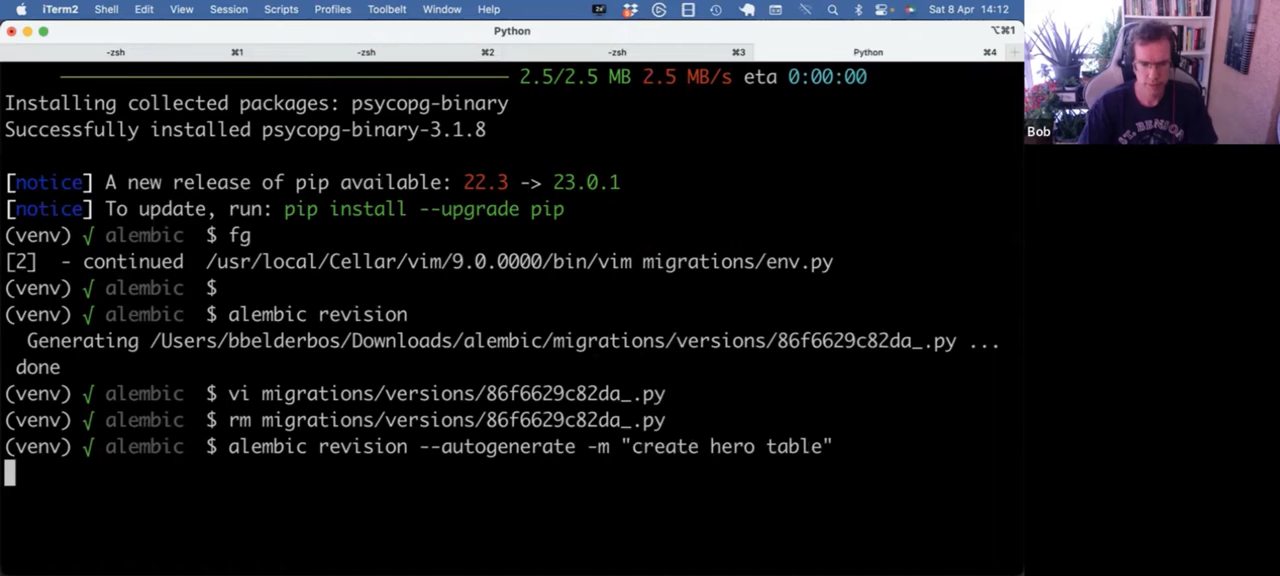 iTerm2 Shell Edit View Session Scripts Profiles Toolbelt Window Help 2x Sat 8 Apr 14:12
Python ⌥⌘1
-zsh ⌘1 -zsh ⌘2 -zsh ⌘3 Python ⌘4 +
2.5/2.5 MB 2.5 MB/s eta 0:00:00
Installing collected packages: psycopg-binary
Successfully installed psycopg-binary-3.1.8
[notice] A new release of pip available: 22.3 -> 23.0.1
[notice] To update, run: pip install --upgrade pip
(venv) √ alembic $ fg
[2] - continued /usr/local/Cellar/vim/9.0.0000/bin/vim migrations/env.py
(venv) √ alembic $
(venv) √ alembic $ alembic revision
Generating /Users/bbelderbos/Downloads/alembic/migrations/versions/86f6629c82da_.py ...
done
(venv) √ alembic $ vi migrations/versions/86f6629c82da_.py
(venv) √ alembic $ rm migrations/versions/86f6629c82da_.py
(venv) √ alembic $ alembic revision --autogenerate -m "create hero table"
Bob